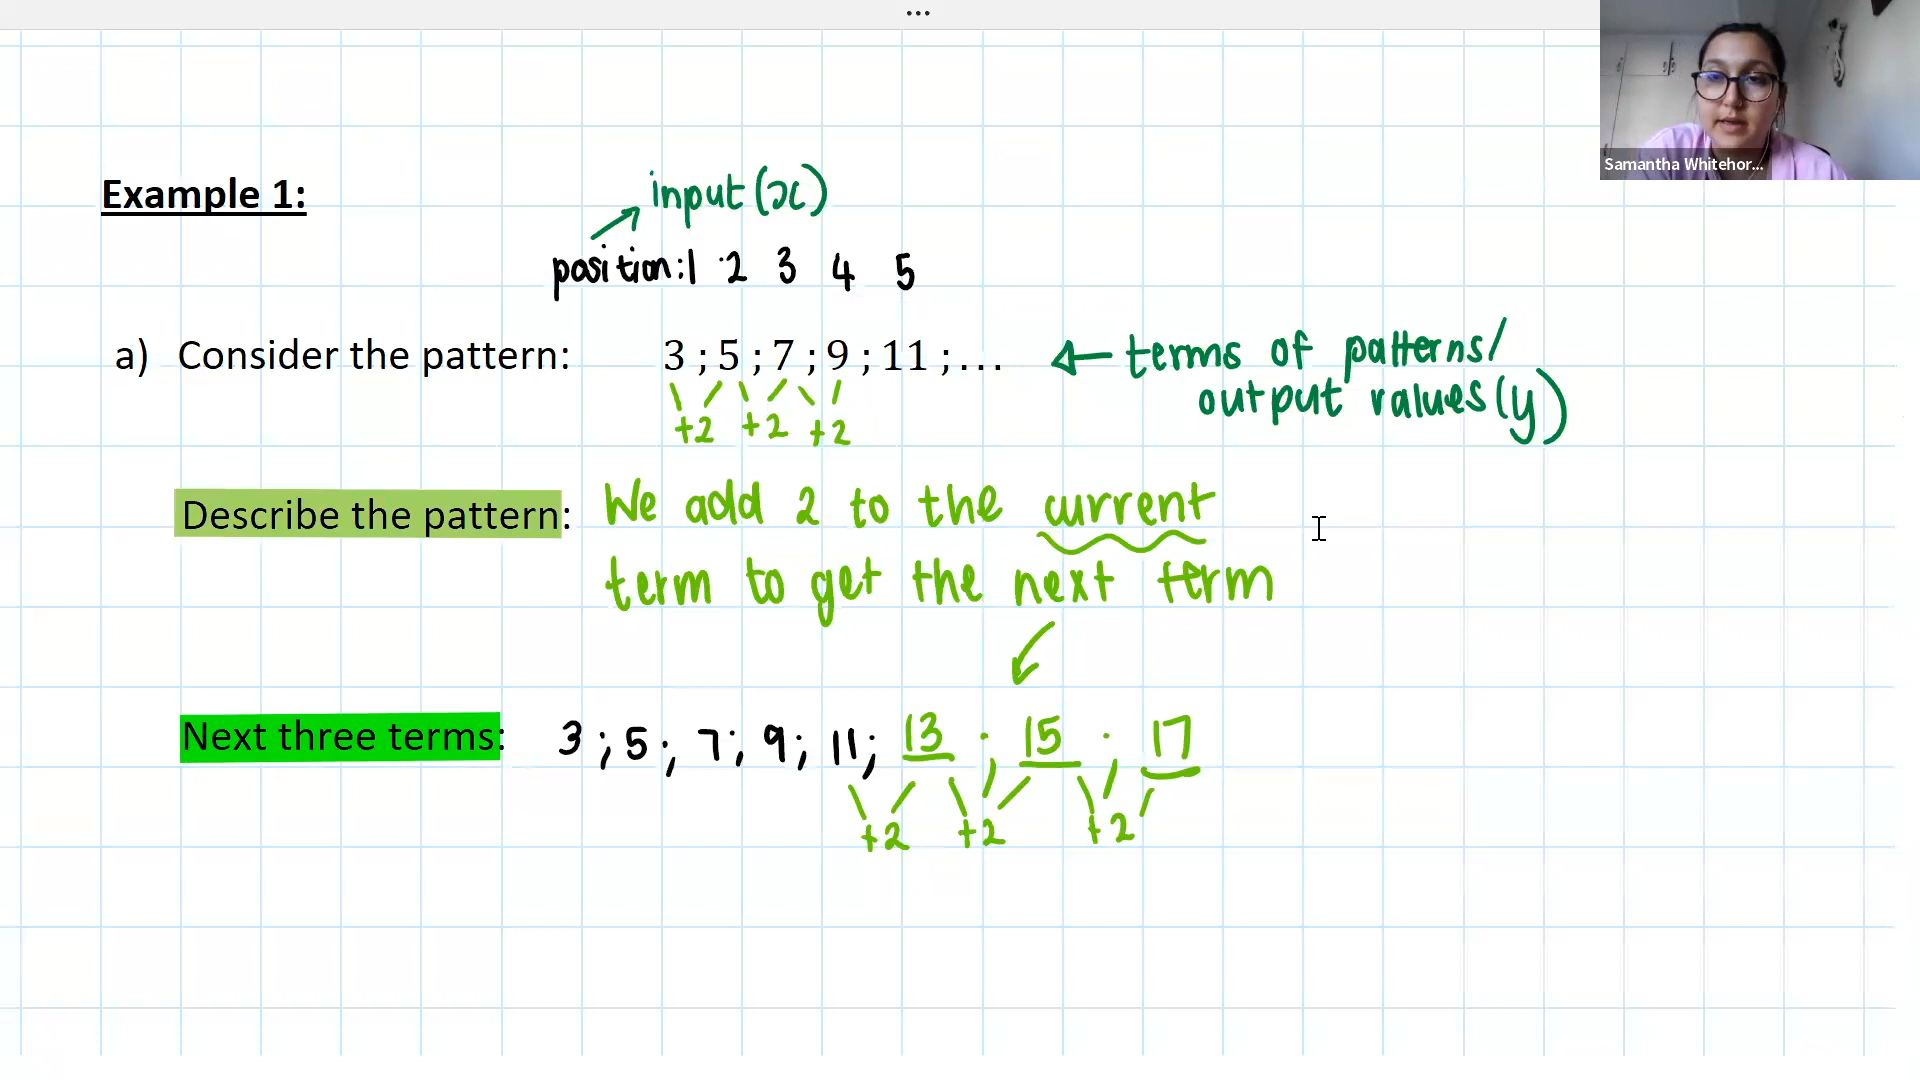 ...
Samantha Whitehor...
Example 1:
input (x)
position: 1 2 3 4 5
a) Consider the pattern: 3 ; 5 ; 7 ; 9 ; 11 ; ...
terms of patterns/
output values (y)
+2 +2 +2
Describe the pattern: We add 2 to the current
term to get the next term
Next three terms: 3 ; 5 ; 7 ; 9 ; 11 ; 13 ; 15 ; 17
+2 +2 +2